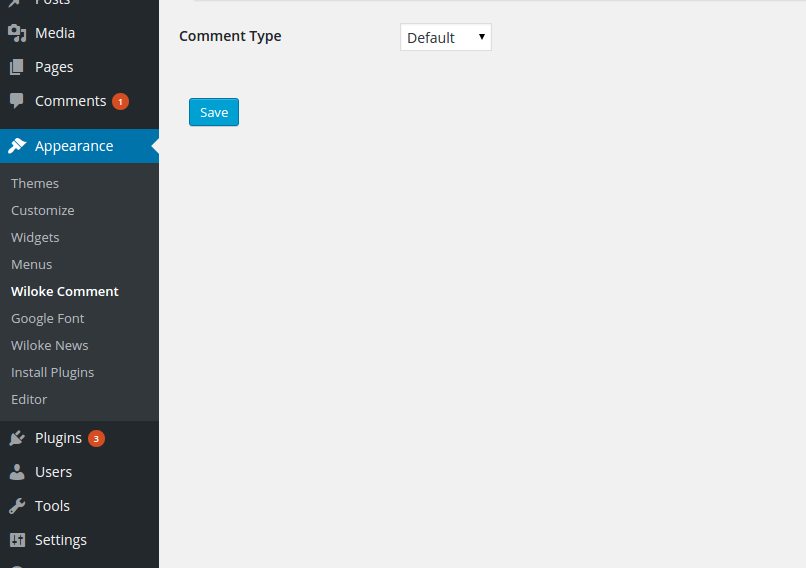 Posts
Media
Pages
Comments 1
Appearance
Themes
Customize
Widgets
Menus
Wiloke Comment
Google Font
Wiloke News
Install Plugins
Editor
Plugins 3
Users
Tools
Settings
Comment Type
Default
Save